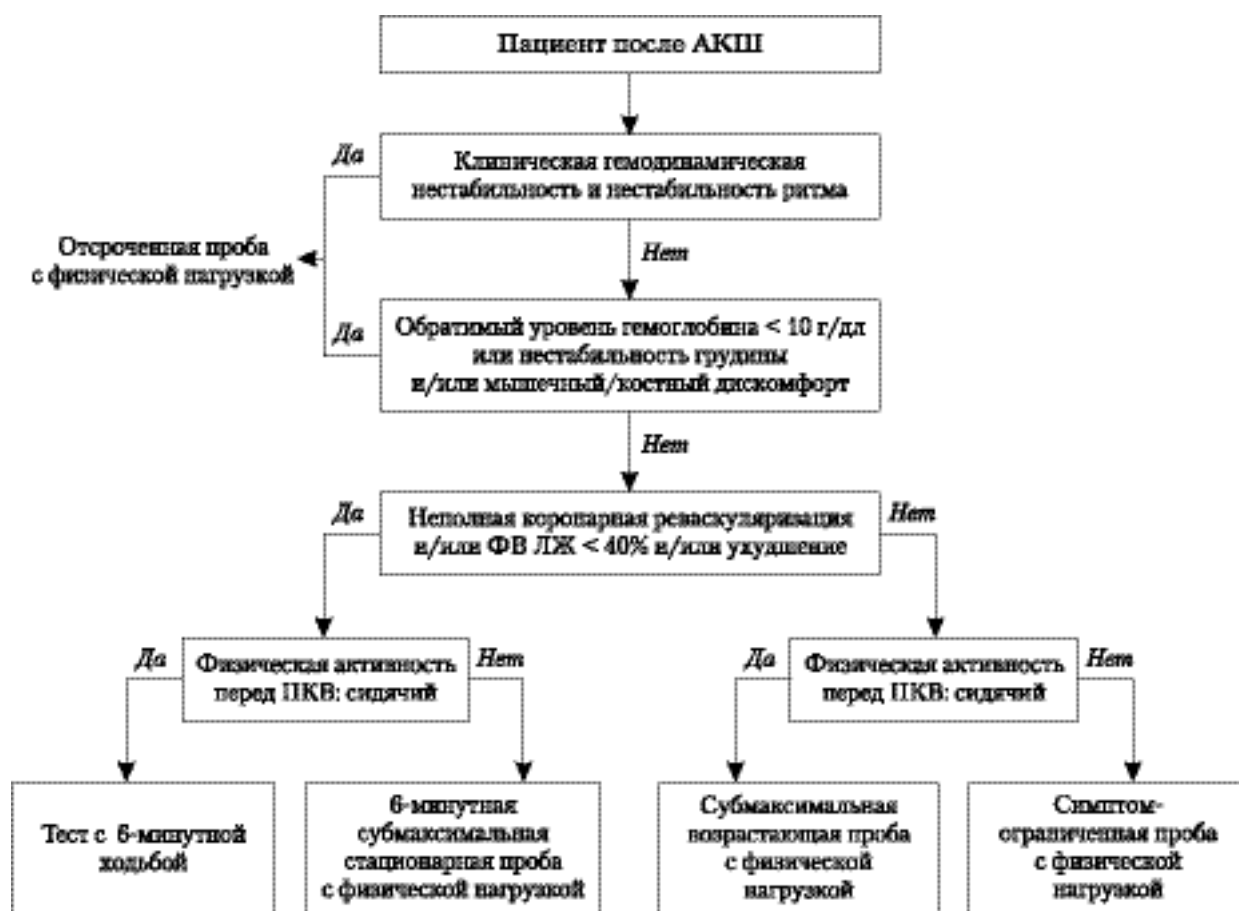 Пациент после АКШ
Да
Клиническая гемодинамическая
нестабильность и нестабильность ритма
Отсроченная проба
с физической нагрузкой
Нет
Да
Обратимый уровень гемоглобина < 10 г/дл
или нестабильность грудины
и/или мышечный/костный дискомфорт
Нет
Да
Неполная коронарная реваскуляризация
и/или ФВ ЛЖ < 40% и/или ухудшение
Нет
Да
Физическая активность
перед ПКВ: сидячий
Нет
Да
Физическая активность
перед ПКВ: сидячий
Нет
Тест с 6-минутной
ходьбой
6-минутная
субмаксимальная
стационарная проба
с физической нагрузкой
Субмаксимальная
возрастающая проба
с физической
нагрузкой
Симптом-
ограниченная проба
с физической
нагрузкой